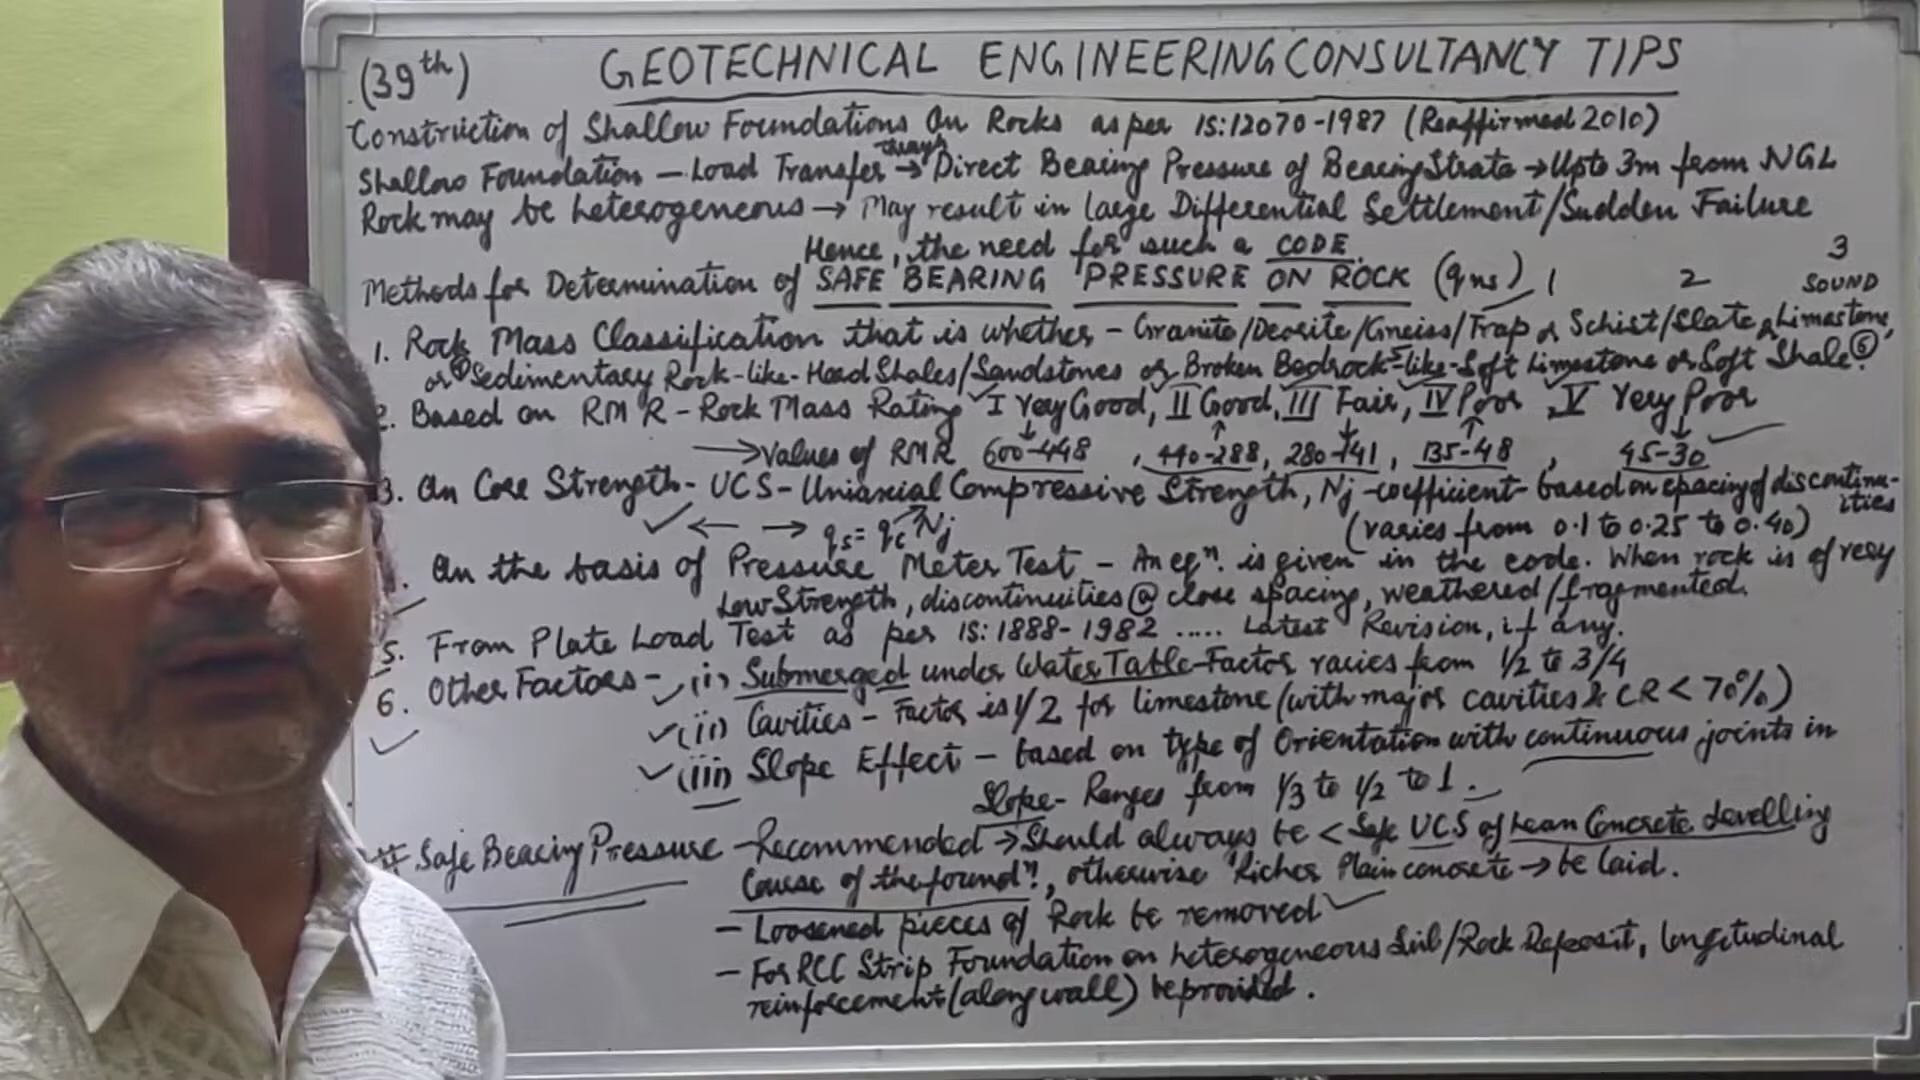 (39th) GEOTECHNICAL ENGINEERING CONSULTANCY TIPS
Construction of Shallow Foundations On Rocks as per IS:12070-1987 (Reaffirmed 2010)
through
Shallow Foundation — Load Transfer → Direct Bearing Pressure of Bearing Strata → Upto 3m from NGL
Rock may be heterogeneous → May result in large Differential Settlement/Sudden Failure
Hence, the need for such a CODE.
Methods for Determination of SAFE BEARING PRESSURE ON ROCK (qns) 1 2 3 SOUND
1. Rock Mass Classification that is whether – Granite/Deorite/Gneiss/Trap or Schist/Slate, Limestone,
or ④ Sedimentary Rock-like-Hard Shales/Sandstones or Broken Bedrock-like-Soft Limestone or Soft Shale ⑤.
2. Based on RMR - Rock Mass Rating I Very Good, II Good, III Fair, IV Poor, V Very Poor
→ Values of RMR 600-448, 440-288, 280-141, 135-48, 45-30
3. On Core Strength - UCS - Uniaxial Compressive Strength, Nj - coefficient - based on spacing of discontinu-
ities
← → qs = qc Nj (varies from 0.1 to 0.25 to 0.40)
. On the basis of Pressure Meter Test – An eqn. is given in the code. When rock is of very
Low Strength, discontinuities @ close spacing, weathered/fragmented.
5. From Plate Load Test as per IS:1888-1982 ..... Latest Revision, if any.
6. Other Factors - (i) Submerged under Water Table - Factor varies from 1/2 to 3/4
(ii) Cavities - Factor is 1/2 for limestone (with major cavities & CR < 70%)
(iii) Slope Effect – based on type of Orientation with continuous joints in
Slope - Ranges from 1/3 to 1/2 to 1.
# Safe Bearing Pressure - Recommended → Should always be < Safe UCS of Lean Concrete Levelling
Course of the foundn., otherwise Richer Plain concrete → be laid.
– Loosened pieces of Rock be removed
– For RCC Strip Foundation on heterogeneous Soil/Rock Deposit, longitudinal
reinforcement (along wall) be provided.